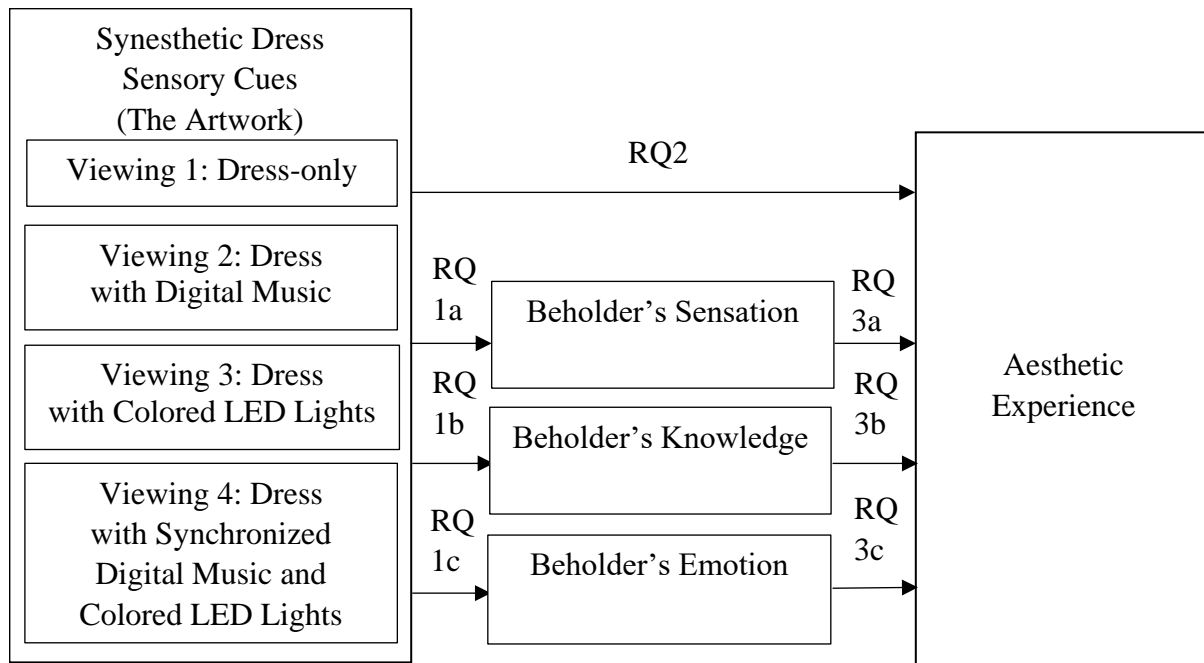 Synesthetic Dress
Sensory Cues
(The Artwork)
Viewing 1: Dress-only
Viewing 2: Dress
with Digital Music
Viewing 3: Dress
with Colored LED Lights
Viewing 4: Dress
with Synchronized
Digital Music and
Colored LED Lights
RQ2
RQ
1a
Beholder’s Sensation
RQ
3a
RQ
1b
Beholder’s Knowledge
RQ
3b
RQ
1c
Beholder’s Emotion
RQ
3c
Aesthetic
Experience